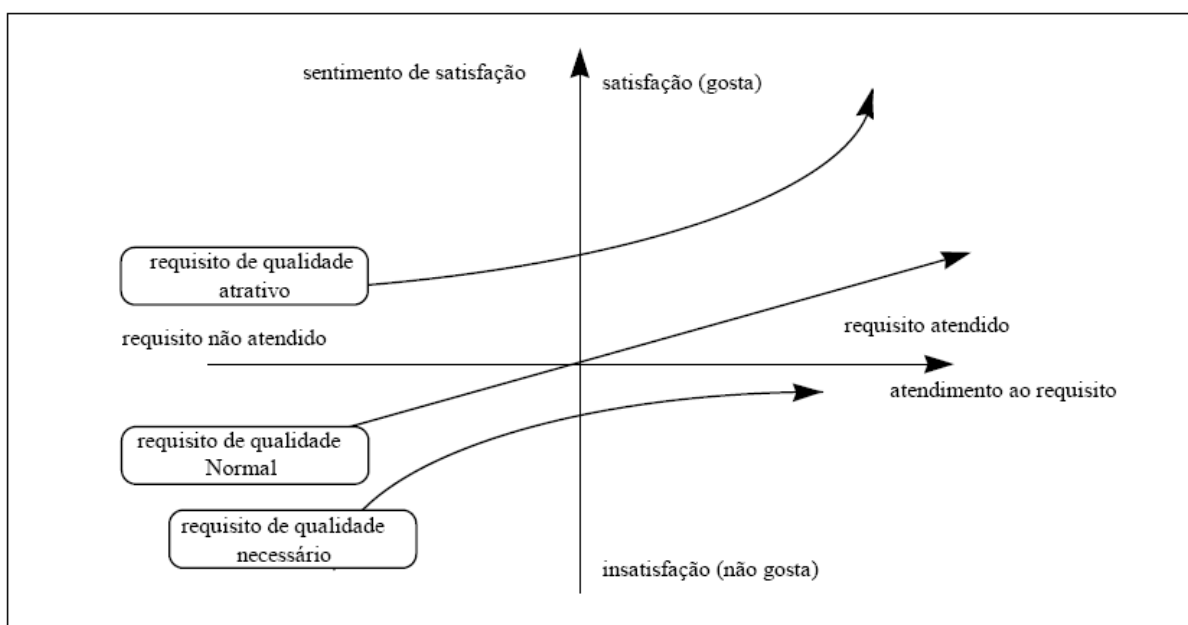 sentimento de satisfação
satisfação (gosta)
requisito de qualidade
atrativo
requisito não atendido
requisito atendido
atendimento ao requisito
requisito de qualidade
Normal
requisito de qualidade
necessário
insatisfação (não gosta)